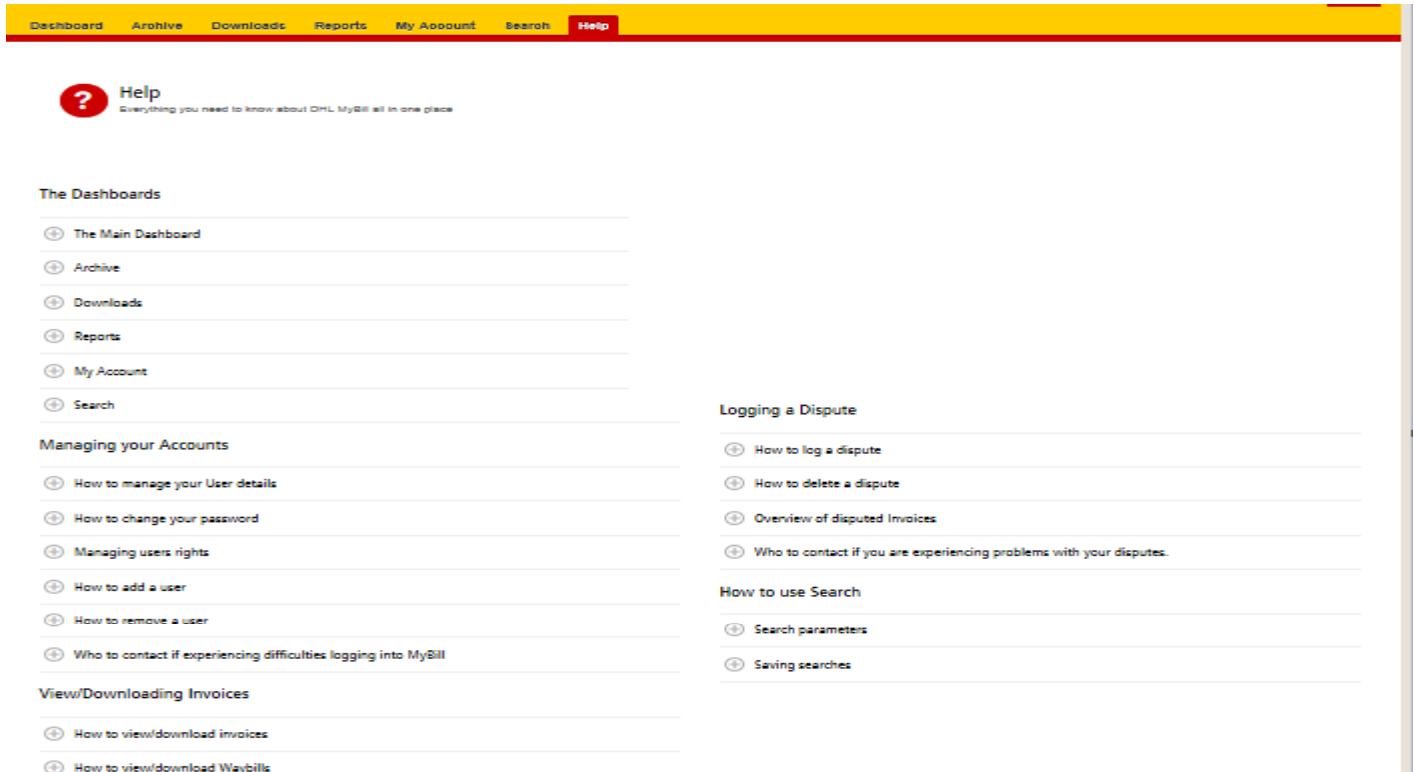 Dashboard Archive Downloads Reports My Account Search Help
Help
Everything you need to know about DHL MyBill all in one place
The Dashboards
The Main Dashboard
Archive
Downloads
Reports
My Account
Search
Managing your Accounts
How to manage your User details
How to change your password
Managing users rights
How to add a user
How to remove a user
Who to contact if experiencing difficulties logging into MyBill
View/Downloading Invoices
How to view/download invoices
How to view/download Waybills
Logging a Dispute
How to log a dispute
How to delete a dispute
Overview of disputed Invoices
Who to contact if you are experiencing problems with your disputes.
How to use Search
Search parameters
Saving searches